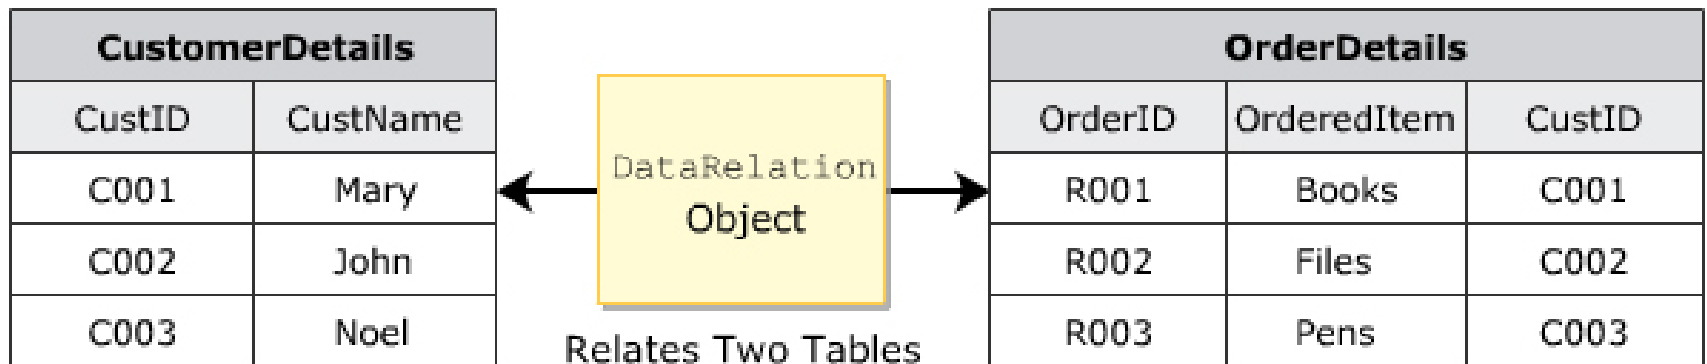 CustomerDetails
CustID CustName
C001 Mary
C002 John
C003 Noel
DataRelation
Object
Relates Two Tables
OrderDetails
OrderID OrderedItem CustID
R001 Books C001
R002 Files C002
R003 Pens C003